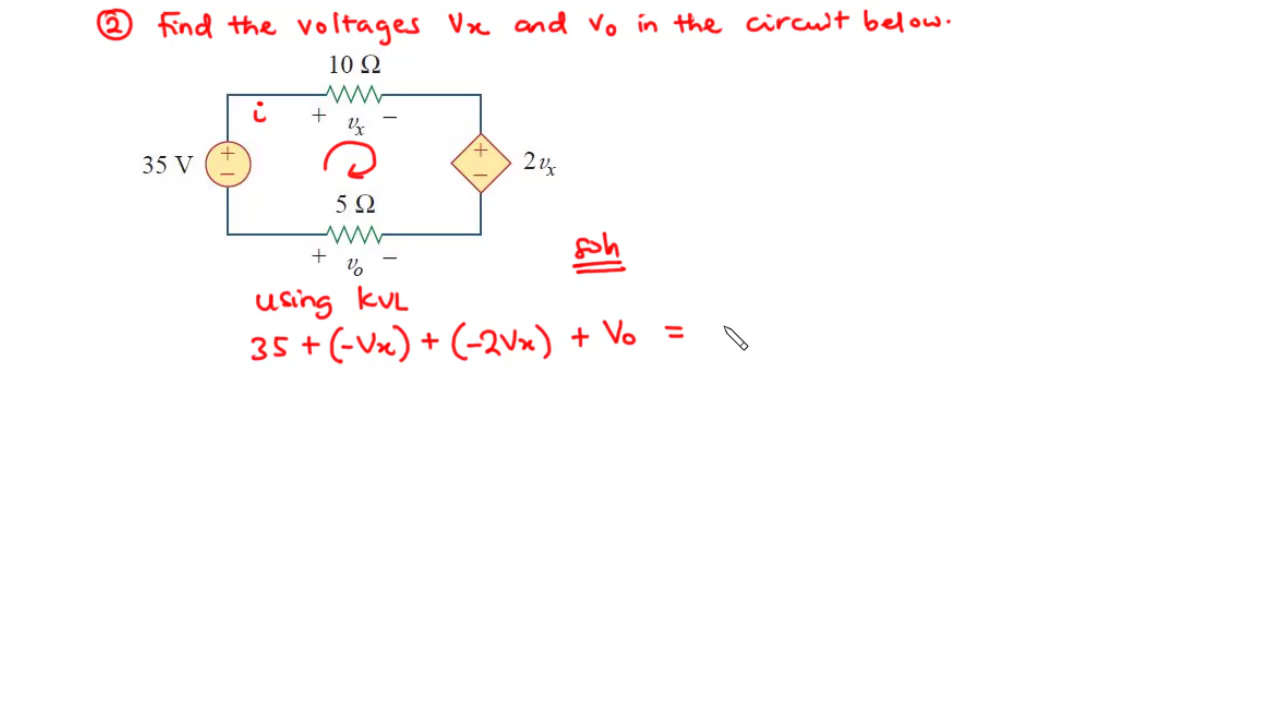 ② Find the voltages Vx and Vo in the circuit below.
10 Ω
i
+ vx −
35 V
+
−
+
−
2vx
5 Ω
+ vo −
soln
using KVL
35 + (-Vx) + (-2Vx) + Vo =